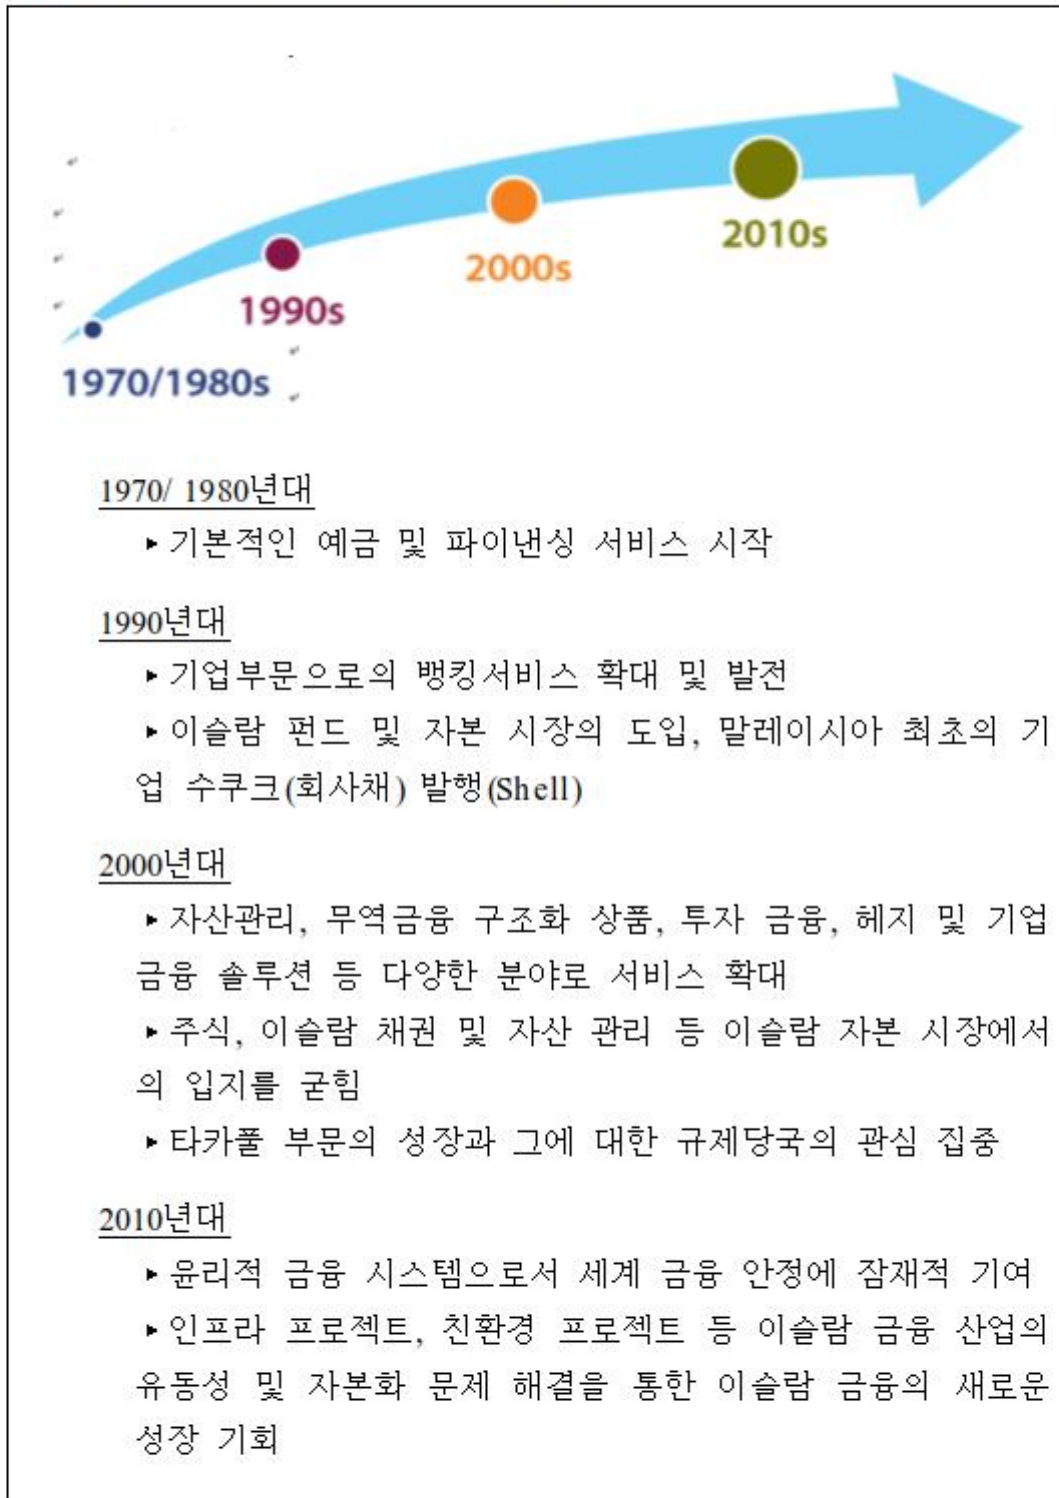 2010s
2000s
1990s
1970/1980s
1970/ 1980년대
▸기본적인 예금 및 파이낸싱 서비스 시작
1990년대
▸기업부문으로의 뱅킹서비스 확대 및 발전
▸이슬람 펀드 및 자본 시장의 도입, 말레이시아 최초의 기
업 수쿠크(회사채) 발행(Shell)
2000년대
▸자산관리, 무역금융 구조화 상품, 투자 금융, 헤지 및 기업
금융 솔루션 등 다양한 분야로 서비스 확대
▸주식, 이슬람 채권 및 자산 관리 등 이슬람 자본 시장에서
의 입지를 굳힘
▸타카풀 부문의 성장과 그에 대한 규제당국의 관심 집중
2010년대
▸윤리적 금융 시스템으로서 세계 금융 안정에 잠재적 기여
▸인프라 프로젝트, 친환경 프로젝트 등 이슬람 금융 산업의
유동성 및 자본화 문제 해결을 통한 이슬람 금융의 새로운
성장 기회